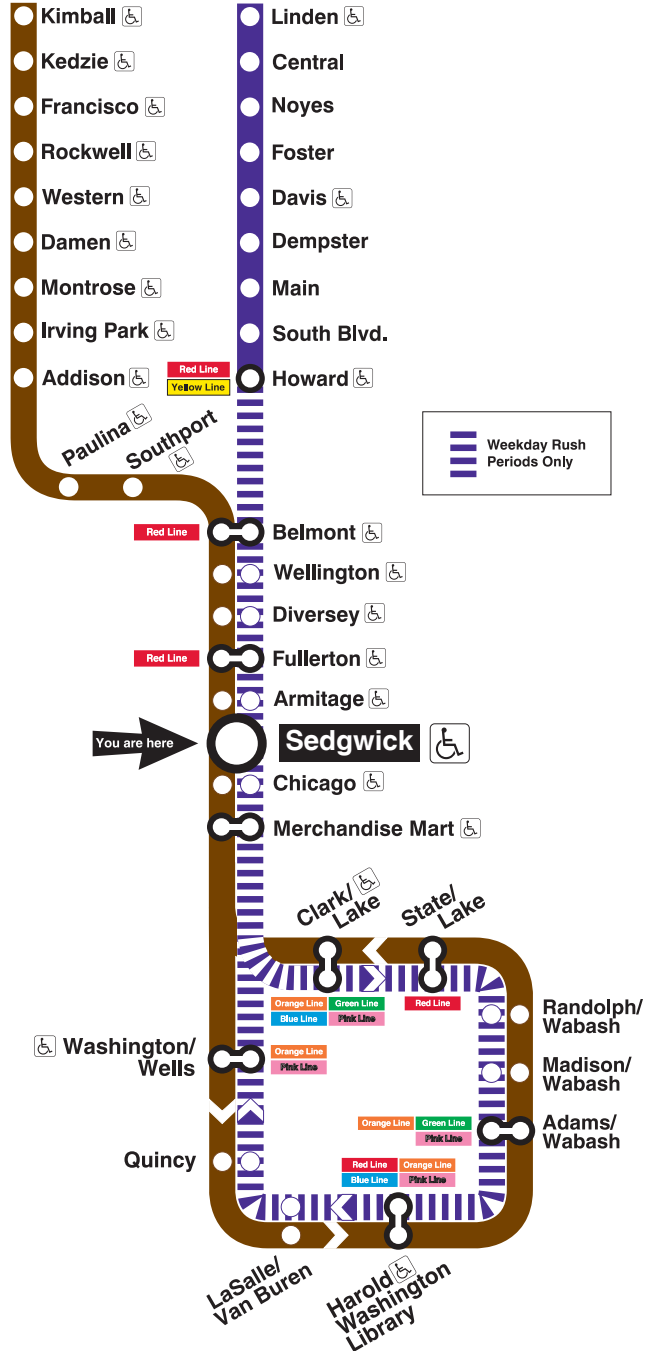 Kimball
Kedzie
Francisco
Rockwell
Western
Damen
Montrose
Irving Park
Addison
Paulina
Southport
Linden
Central
Noyes
Foster
Davis
Dempster
Main
South Blvd.
Red Line
Yellow Line
Howard
Weekday Rush
Periods Only
Red Line
Belmont
Wellington
Diversey
Red Line
Fullerton
Armitage
You are here
Sedgwick
Chicago
Merchandise Mart
Clark/
Lake
State/
Lake
Orange Line
Green Line
Blue Line
Pink Line
Red Line
Randolph/
Wabash
Washington/
Wells
Orange Line
Pink Line
Madison/
Wabash
Orange Line
Green Line
Pink Line
Adams/
Wabash
Quincy
Red Line
Orange Line
Blue Line
Pink Line
LaSalle/
Van Buren
Harold
Washington
Library